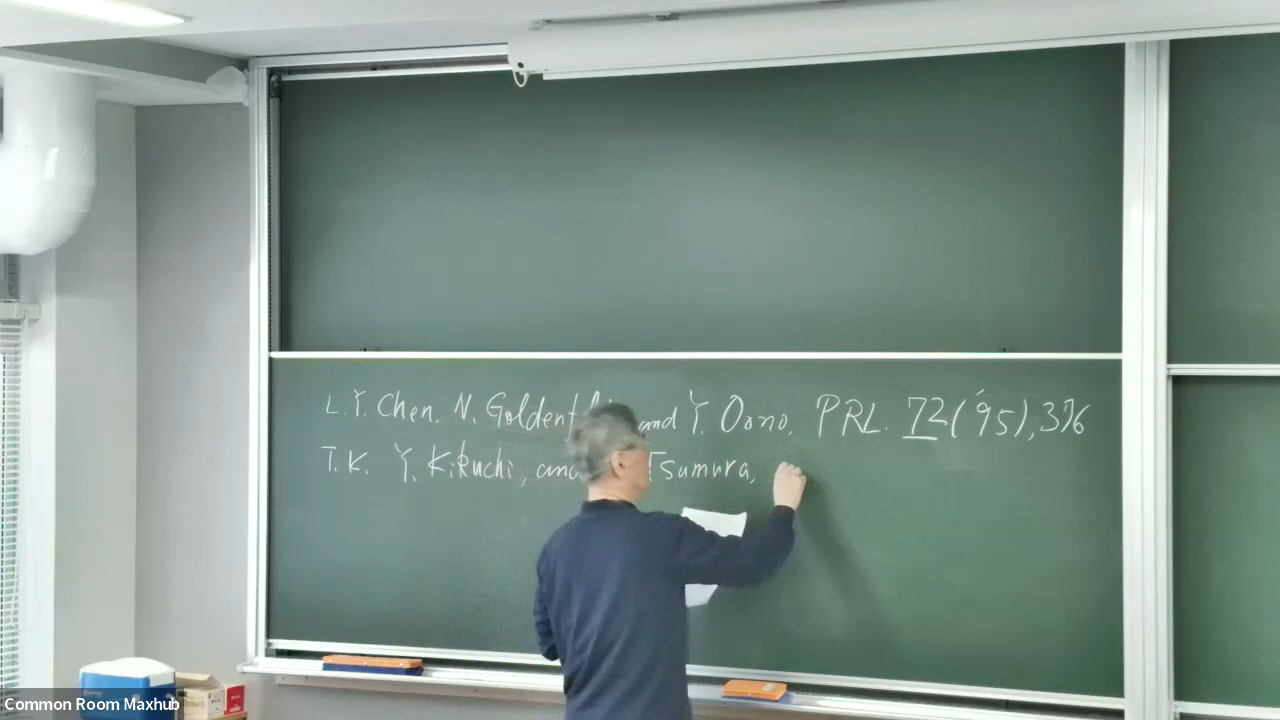 L.Y. Chen, N. Goldenf and Y. Oono, PRL. 72 ('95), 376
T.K. Y. Kikuchi, and Tsumura,
Common Room Maxhub